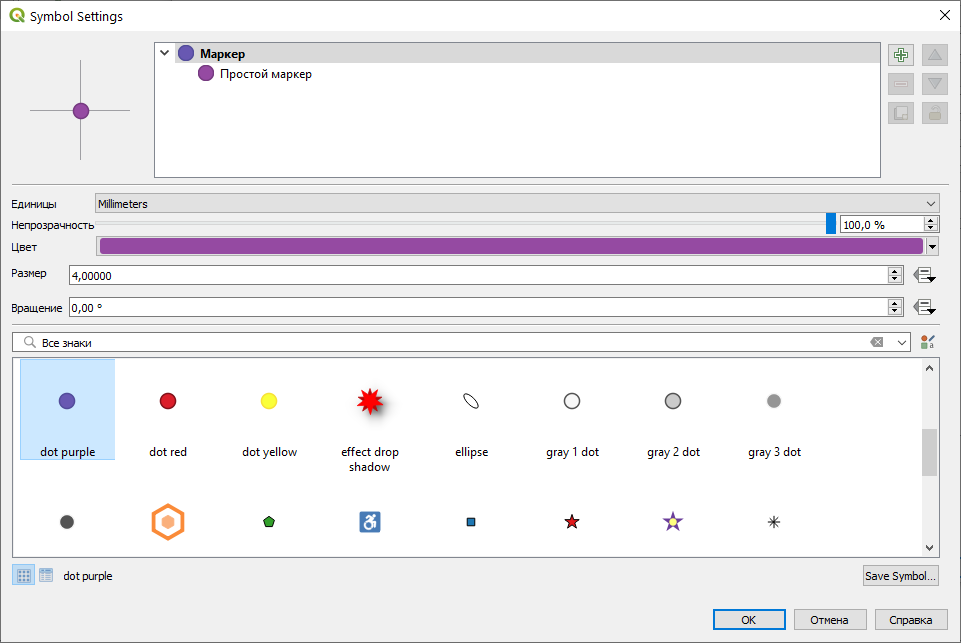 Symbol Settings
Маркер
Простой маркер
Единицы
Millimeters
Непрозрачность
100,0 %
Цвет
Размер
4,00000
Вращение
0,00 °
Все знаки
dot purple
dot red
dot yellow
effect drop
shadow
ellipse
gray 1 dot
gray 2 dot
gray 3 dot
dot purple
Save Symbol...
OK
Отмена
Справка